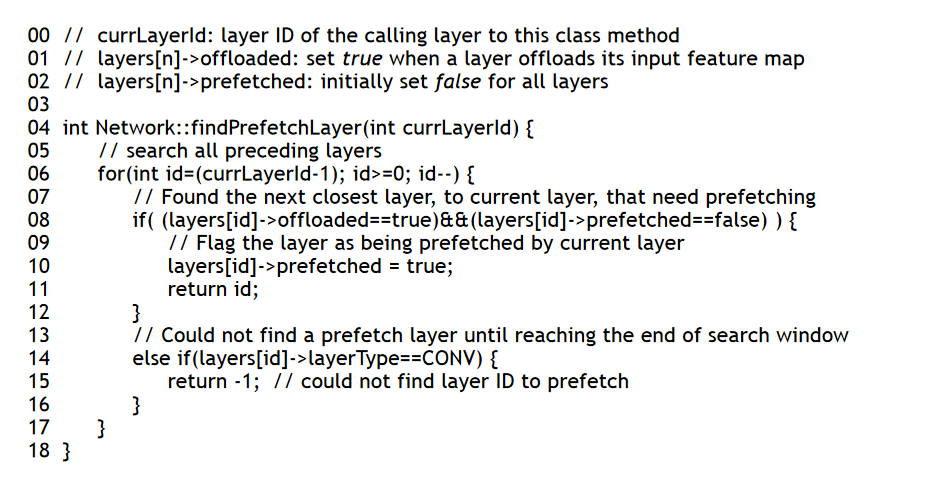 00 // currLayerId: layer ID of the calling layer to this class method
01 // layers[n]->offloaded: set true when a layer offloads its input feature map
02 // layers[n]->prefetched: initially set false for all layers
03
04 int Network::findPrefetchLayer(int currLayerId) {
05 // search all preceding layers
06 for(int id=(currLayerId-1); id>=0; id--) {
07 // Found the next closest layer, to current layer, that need prefetching
08 if( (layers[id]->offloaded==true)&&(layers[id]->prefetched==false) ) {
09 // Flag the layer as being prefetched by current layer
10 layers[id]->prefetched = true;
11 return id;
12 }
13 // Could not find a prefetch layer until reaching the end of search window
14 else if(layers[id]->layerType==CONV) {
15 return -1; // could not find layer ID to prefetch
16 }
17 }
18 }